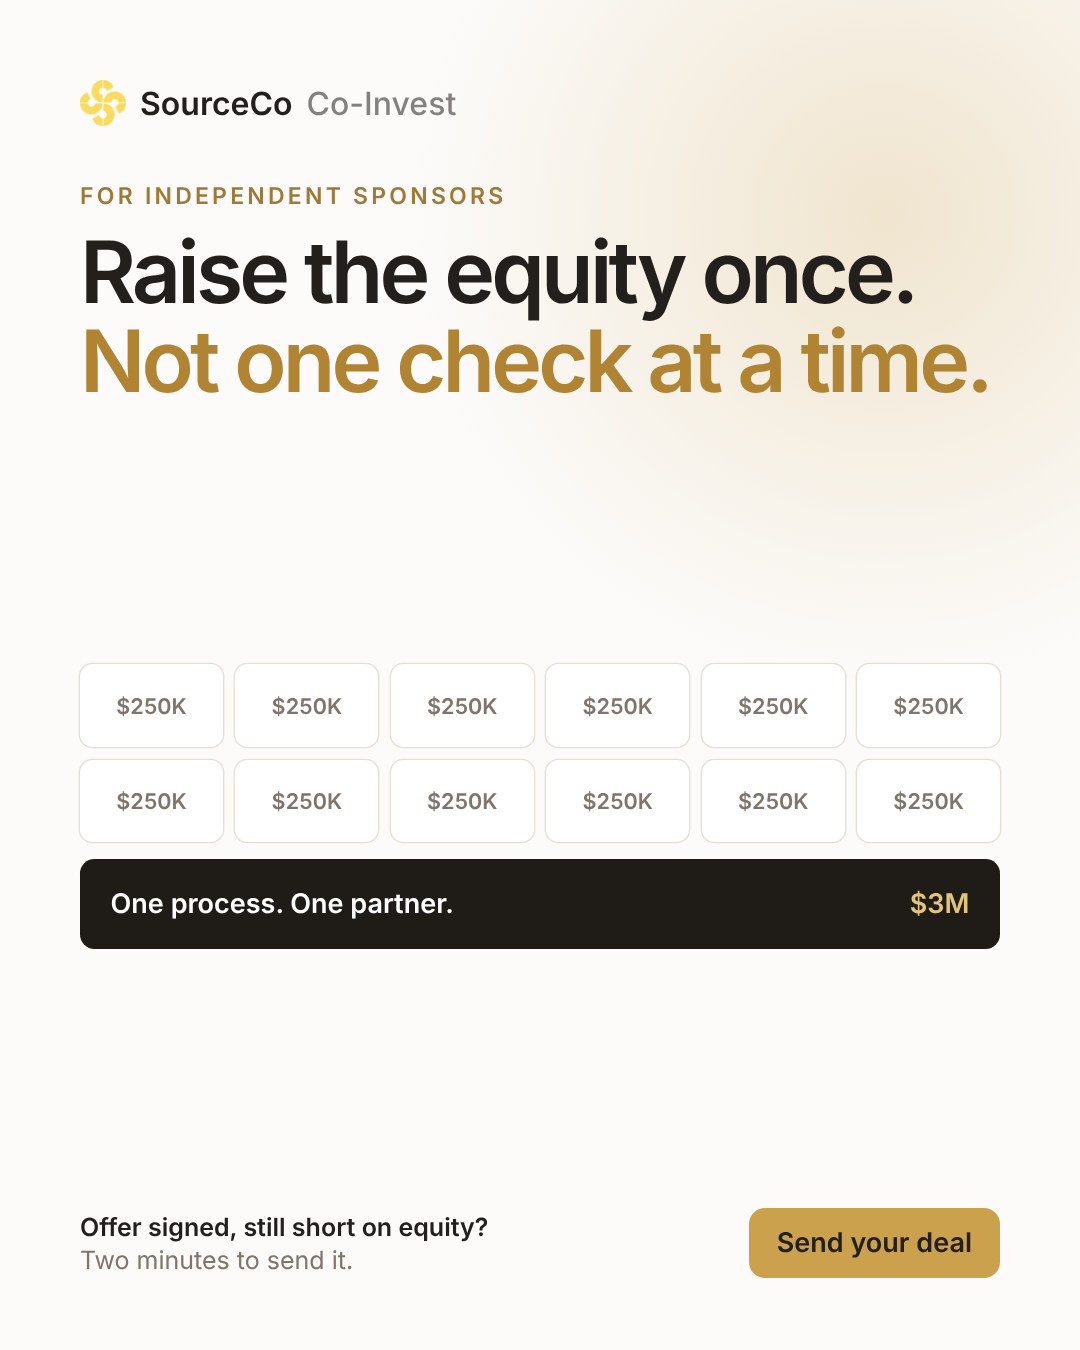 SourceCo Co-Invest
FOR INDEPENDENT SPONSORS
Raise the equity once.
Not one check at a time.
$250K $250K $250K $250K $250K $250K
$250K $250K $250K $250K $250K $250K
One process. One partner. $3M
Offer signed, still short on equity?
Two minutes to send it.
Send your deal